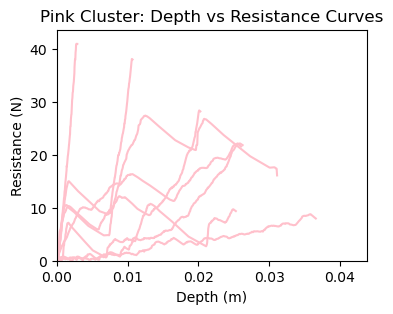 Pink Cluster: Depth vs Resistance Curves
Resistance (N)
40
30
20
10
0
0.00 0.01 0.02 0.03 0.04
Depth (m)